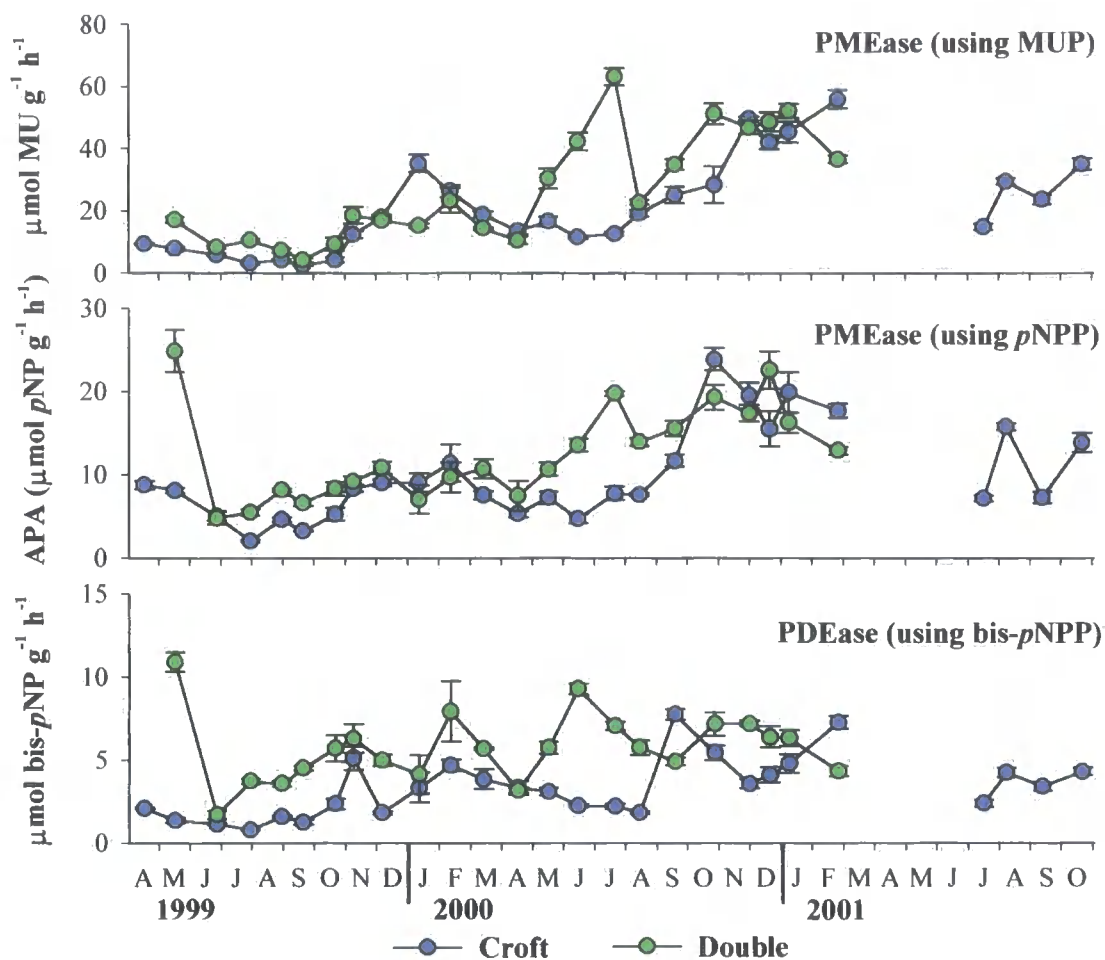 PMEase (using MUP)
µmol MU g⁻¹ h⁻¹
80
60
40
20
0
PMEase (using pNPP)
APA (µmol pNP g⁻¹ h⁻¹)
30
20
10
0
PDEase (using bis-pNPP)
µmol bis-pNP g⁻¹ h⁻¹
15
10
5
0
A M J J A S O N D J F M A M J J A S O N D J F M A M J J A S O
1999 2000 2001
Croft Double